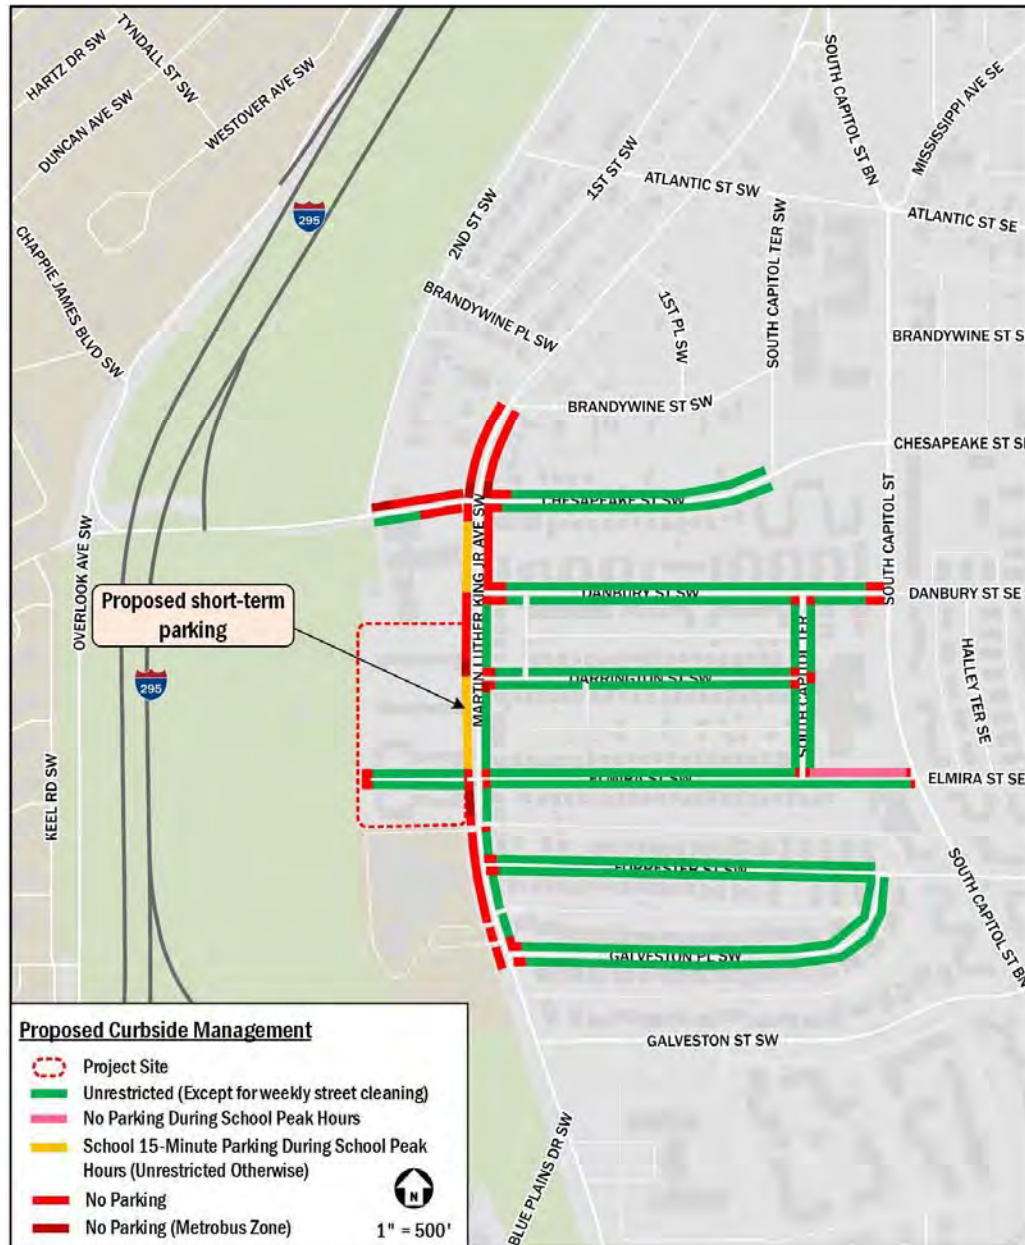 HARTZ DR SW
TYNDALL ST SW
DUNCAN AVE SW
WESTOVER AVE SW
CHAPPIE JAMES BLVD SW
295
2ND ST SW
1ST ST SW
ATLANTIC ST SW
SOUTH CAPITOL ST BN
MISSISSIPPI AVE SE
ATLANTIC ST SE
BRANDYWINE PL SW
1ST PL SW
SOUTH CAPITOL TER SW
BRANDYWINE ST S
BRANDYWINE ST SW
CHESAPEAKE ST SE
CHESAPEAKE ST SW
OVERLOOK AVE SW
MARTIN LUTHER KING JR AVE SW
SOUTH CAPITOL ST
Proposed short-term
parking
DANBURY ST SW
DANBURY ST SE
295
DARRINGTON ST SW
SOUTH CAPITOL TER
HALLEY TER SE
KEEL RD SW
ELMIRA ST SW
ELMIRA ST SE
FORRESTER ST SW
SOUTH CAPITOL ST BN
GALVESTON PL SW
GALVESTON ST SW
BLUE PLAINS DR SW
Proposed Curbside Management
Project Site
Unrestricted (Except for weekly street cleaning)
No Parking During School Peak Hours
School 15-Minute Parking During School Peak
Hours (Unrestricted Otherwise)
No Parking
No Parking (Metrobus Zone)
N
1" = 500'